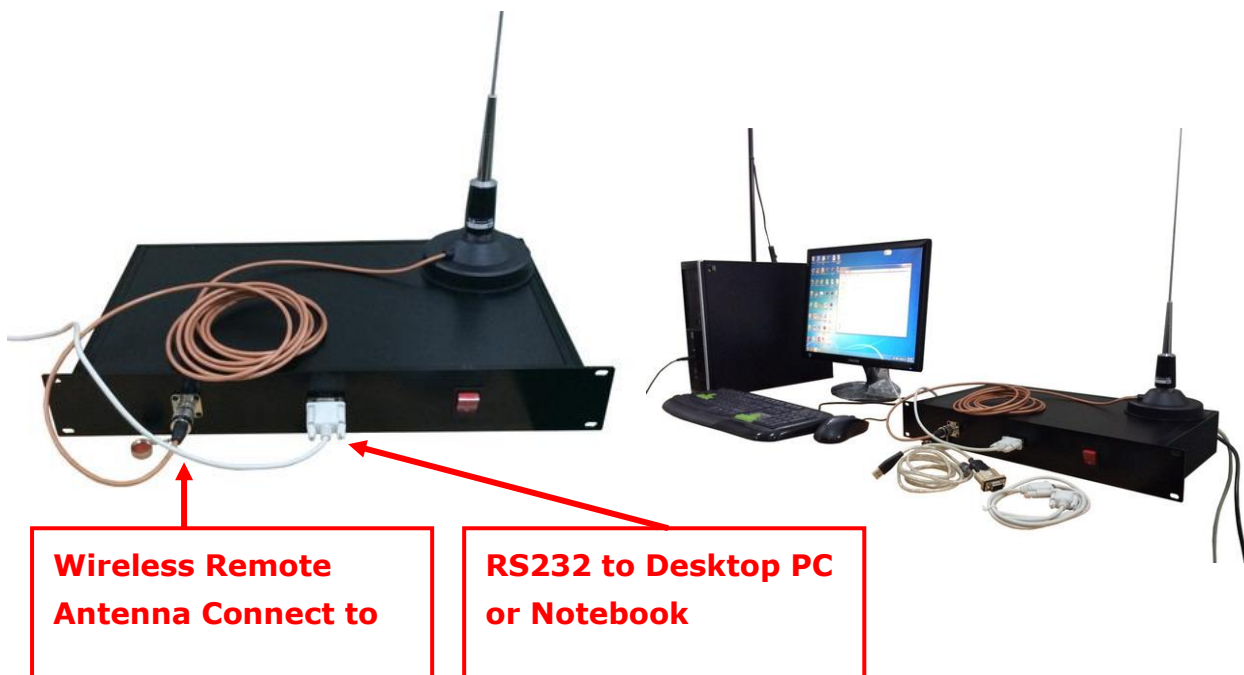 Wireless Remote
Antenna Connect to
RS232 to Desktop PC
or Notebook